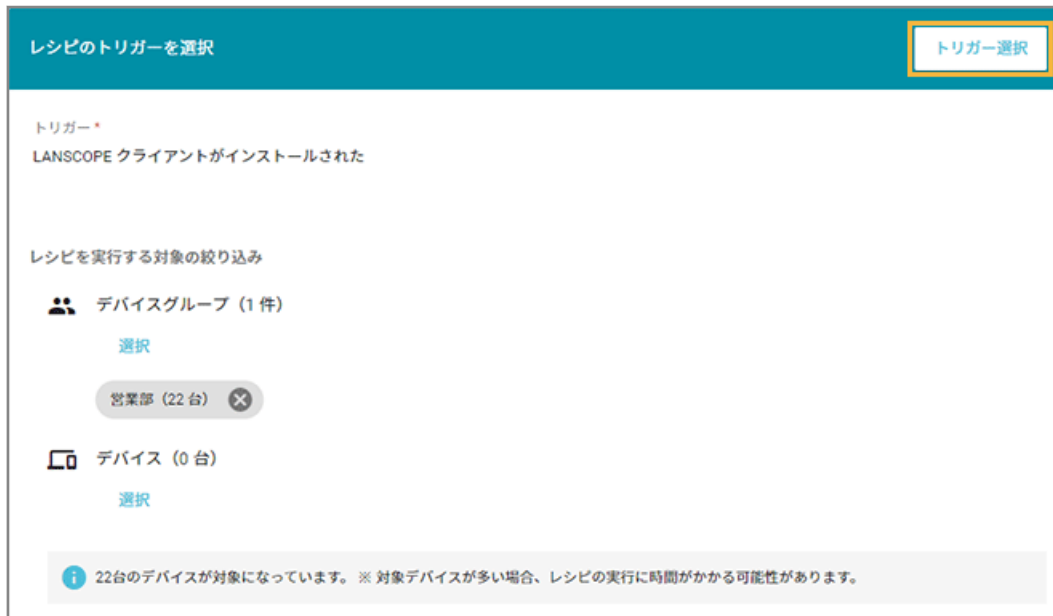 レシピのトリガーを選択
トリガー選択
トリガー*
LANSCOPE クライアントがインストールされた
レシピを実行する対象の絞り込み
デバイスグループ（1 件）
選択
営業部（22 台）
デバイス（0 台）
選択
22台のデバイスが対象になっています。 ※ 対象デバイスが多い場合、レシピの実行に時間がかかる可能性があります。